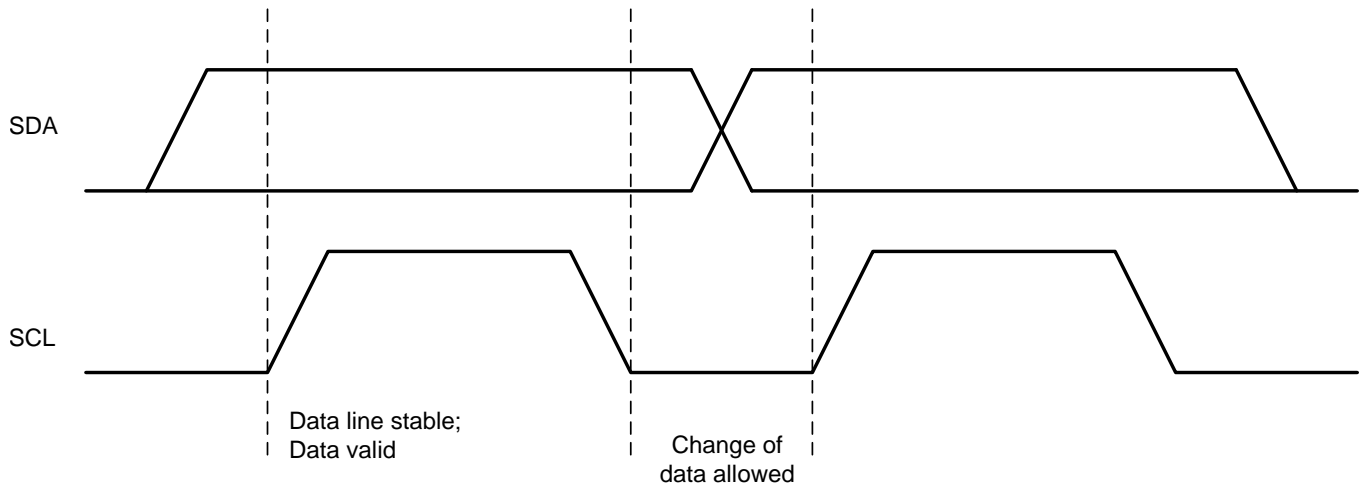 SDA
SCL
Data line stable;
Data valid
Change of
data allowed